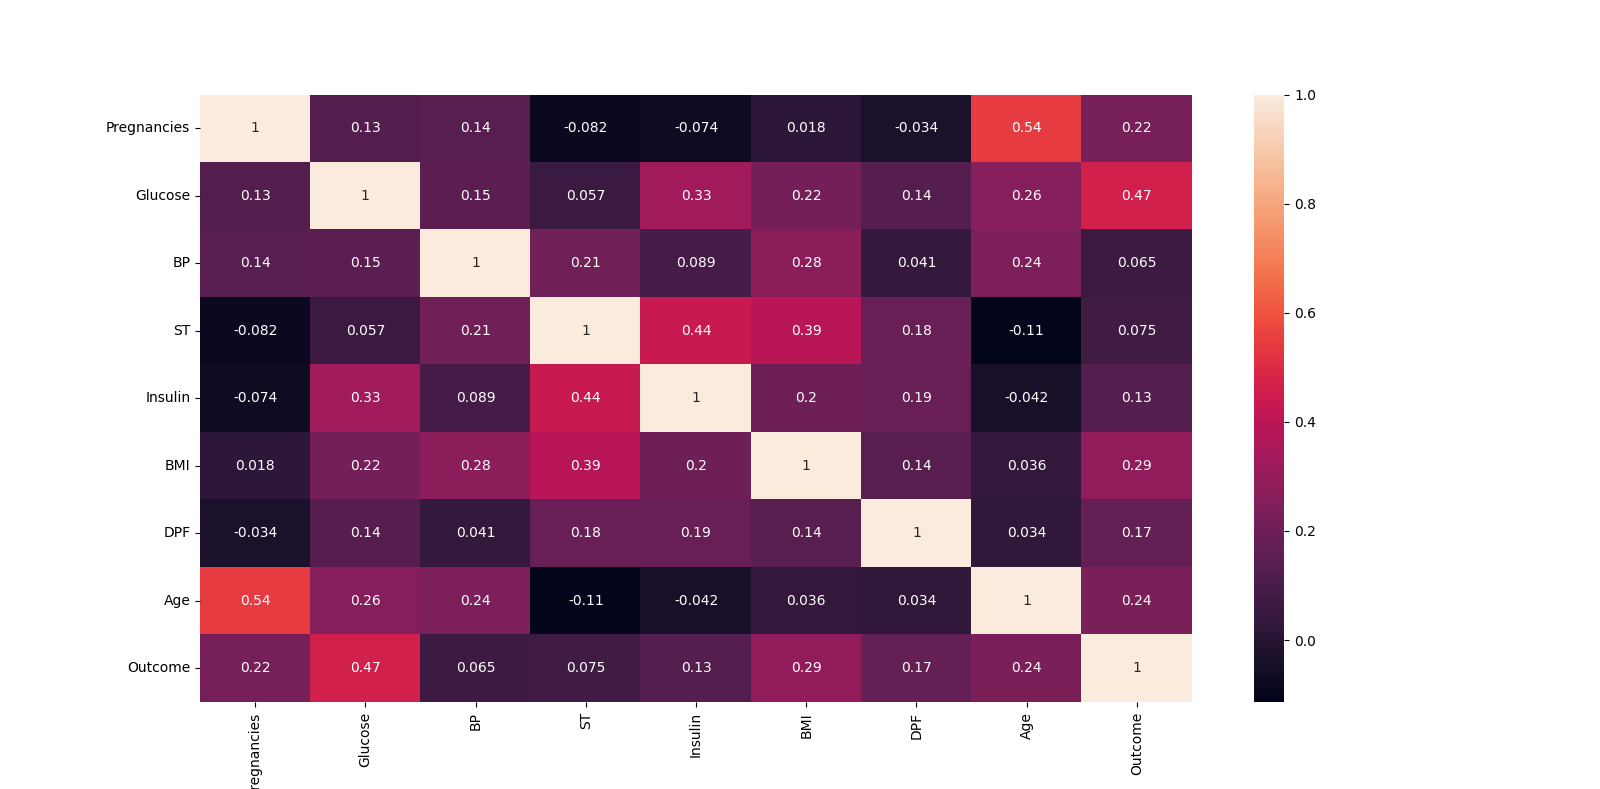 1.0
Pregnancies 1 0.13 0.14 -0.082 -0.074 0.018 -0.034 0.54 0.22
Glucose 0.13 1 0.15 0.057 0.33 0.22 0.14 0.26 0.47
0.8
BP 0.14 0.15 1 0.21 0.089 0.28 0.041 0.24 0.065
0.6
ST -0.082 0.057 0.21 1 0.44 0.39 0.18 -0.11 0.075
Insulin -0.074 0.33 0.089 0.44 1 0.2 0.19 -0.042 0.13
0.4
BMI 0.018 0.22 0.28 0.39 0.2 1 0.14 0.036 0.29
0.2
DPF -0.034 0.14 0.041 0.18 0.19 0.14 1 0.034 0.17
Age 0.54 0.26 0.24 -0.11 -0.042 0.036 0.034 1 0.24
0.0
Outcome 0.22 0.47 0.065 0.075 0.13 0.29 0.17 0.24 1
regnancies Glucose BP ST Insulin BMI DPF Age Outcome